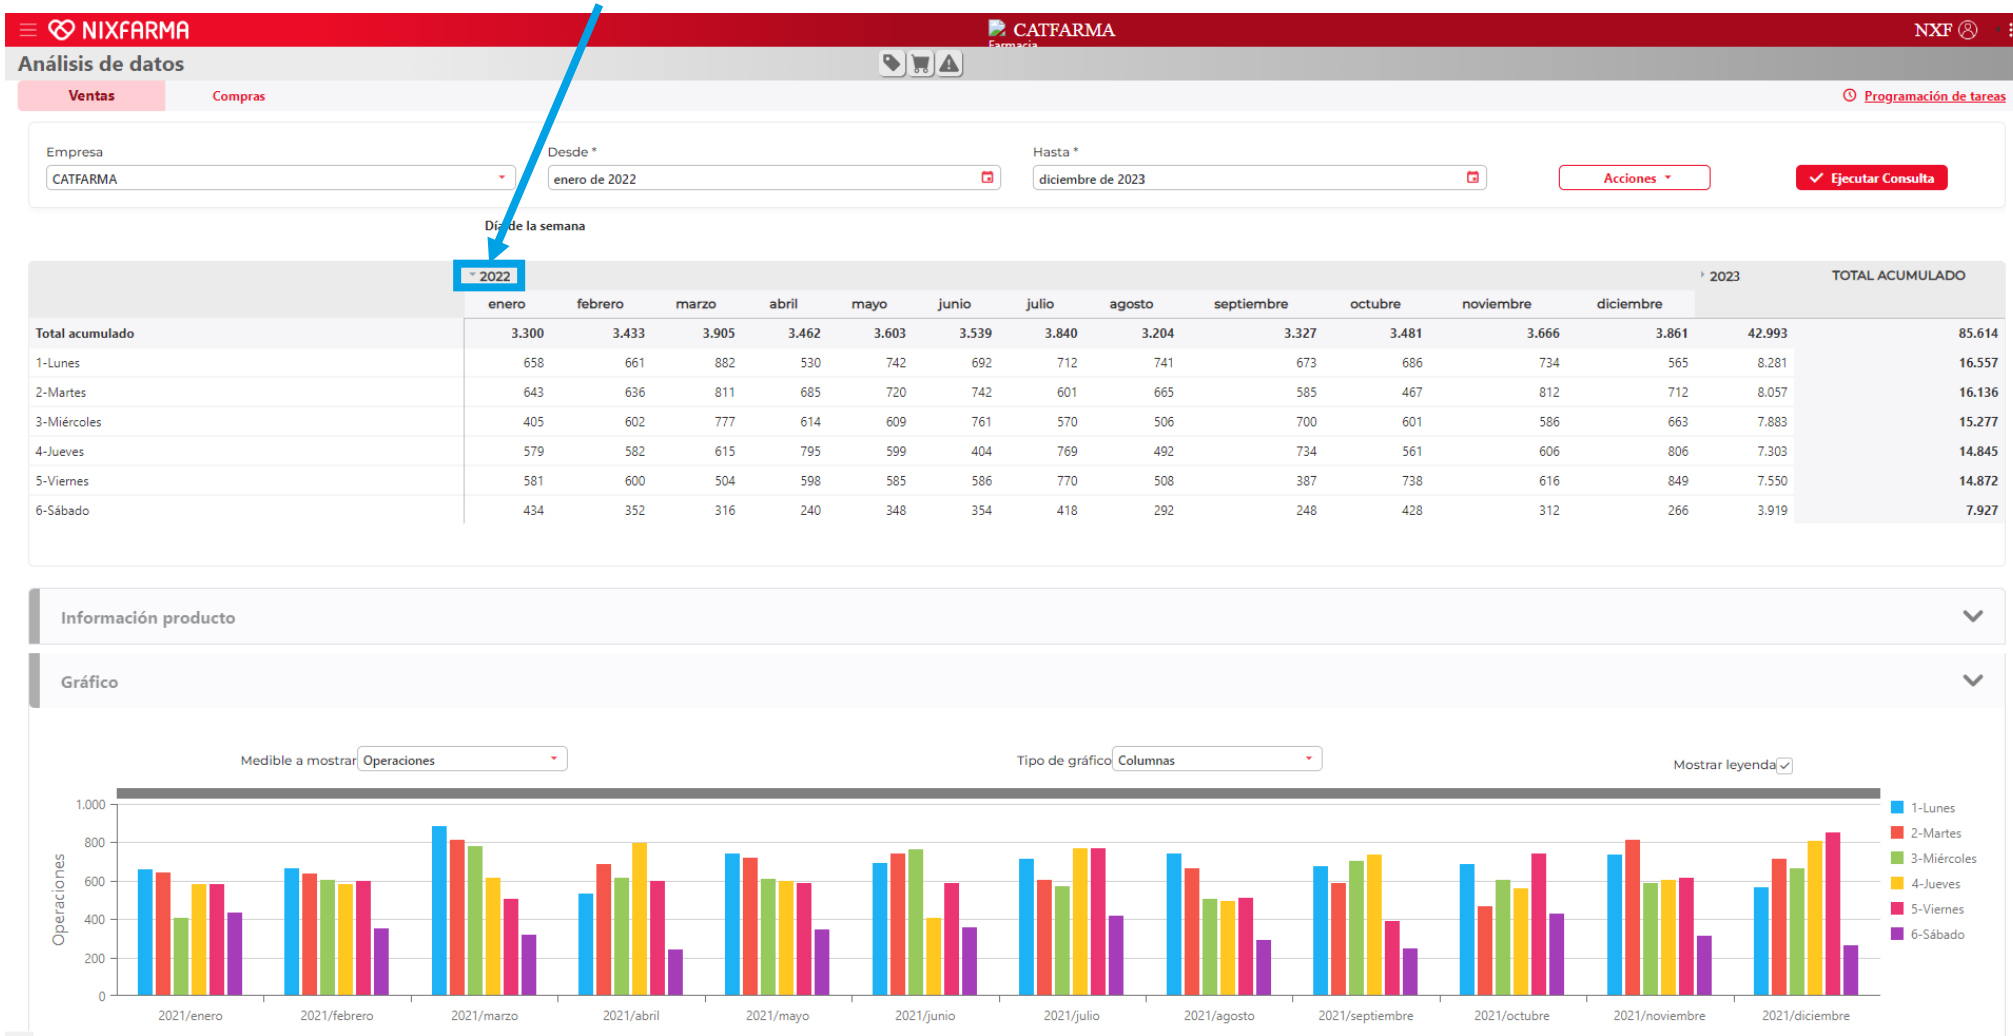 NIXFARMA
CATFARMA
Farmacia
NXF
Análisis de datos
Ventas Compras
Programación de tareas
Empresa Desde * Hasta *
CATFARMA enero de 2022 diciembre de 2023 Acciones Ejecutar Consulta
Día de la semana
2022 2023 TOTAL ACUMULADO
enero febrero marzo abril mayo junio julio agosto septiembre octubre noviembre diciembre
Total acumulado 3.300 3.433 3.905 3.462 3.603 3.539 3.840 3.204 3.327 3.481 3.666 3.861 42.993 85.614
1-Lunes 658 661 882 530 742 692 712 741 673 686 734 565 8.281 16.557
2-Martes 643 636 811 685 720 742 601 665 585 467 812 712 8.057 16.136
3-Miércoles 405 602 777 614 609 761 570 506 700 601 586 663 7.883 15.277
4-Jueves 579 582 615 795 599 404 769 492 734 561 606 806 7.303 14.845
5-Viernes 581 600 504 598 585 586 770 508 387 738 616 849 7.550 14.872
6-Sábado 434 352 316 240 348 354 418 292 248 428 312 266 3.919 7.927
Información producto
Gráfico
Medible a mostrar Operaciones Tipo de gráfico Columnas Mostrar leyenda
Operaciones
1.000
800
600
400
200
0
2021/enero 2021/febrero 2021/marzo 2021/abril 2021/mayo 2021/junio 2021/julio 2021/agosto 2021/septiembre 2021/octubre 2021/noviembre 2021/diciembre
1-Lunes
2-Martes
3-Miércoles
4-Jueves
5-Viernes
6-Sábado